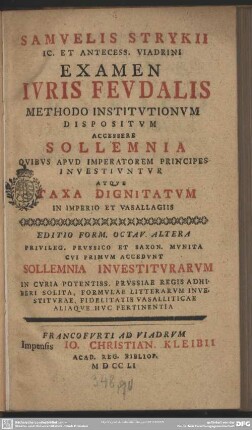 SAMVELIS STRYKII
IC. ET ANTECESS. VIADRINI
EXAMEN
IVRIS FEVDALIS
METHODO INSTITVTIONVM
DISPOSITVM
ACCESSERE
SOLLEMNIA
QVIBVS APVD IMPERATOREM PRINCIPES
INVESTIVNTVR
ATQVE
TAXA DIGNITATVM
IN IMPERIO ET VASALLAGIIS
EDITIO FORM. OCTAV. ALTERA
PRIVILEG. PRVSSICO ET SAXON. MVNITA
CVI PRIMVM ACCEDVNT
SOLLEMNIA INVESTITVRARVM
IN CVRIA POTENTISS. PRVSSIAE REGIS ADHI-
BERI SOLITA, FORMVLAE LITTERARVM INVE-
STITVRAE, FIDELITATIS VASALLITICAE
ALIAQVE HVC PERTINENTIA
FRANCOFVRTI AD VIADRVM
Impensis IO. CHRISTIAN. KLEIBII
ACAD. REG. BIBLIOP.
MDCCLI